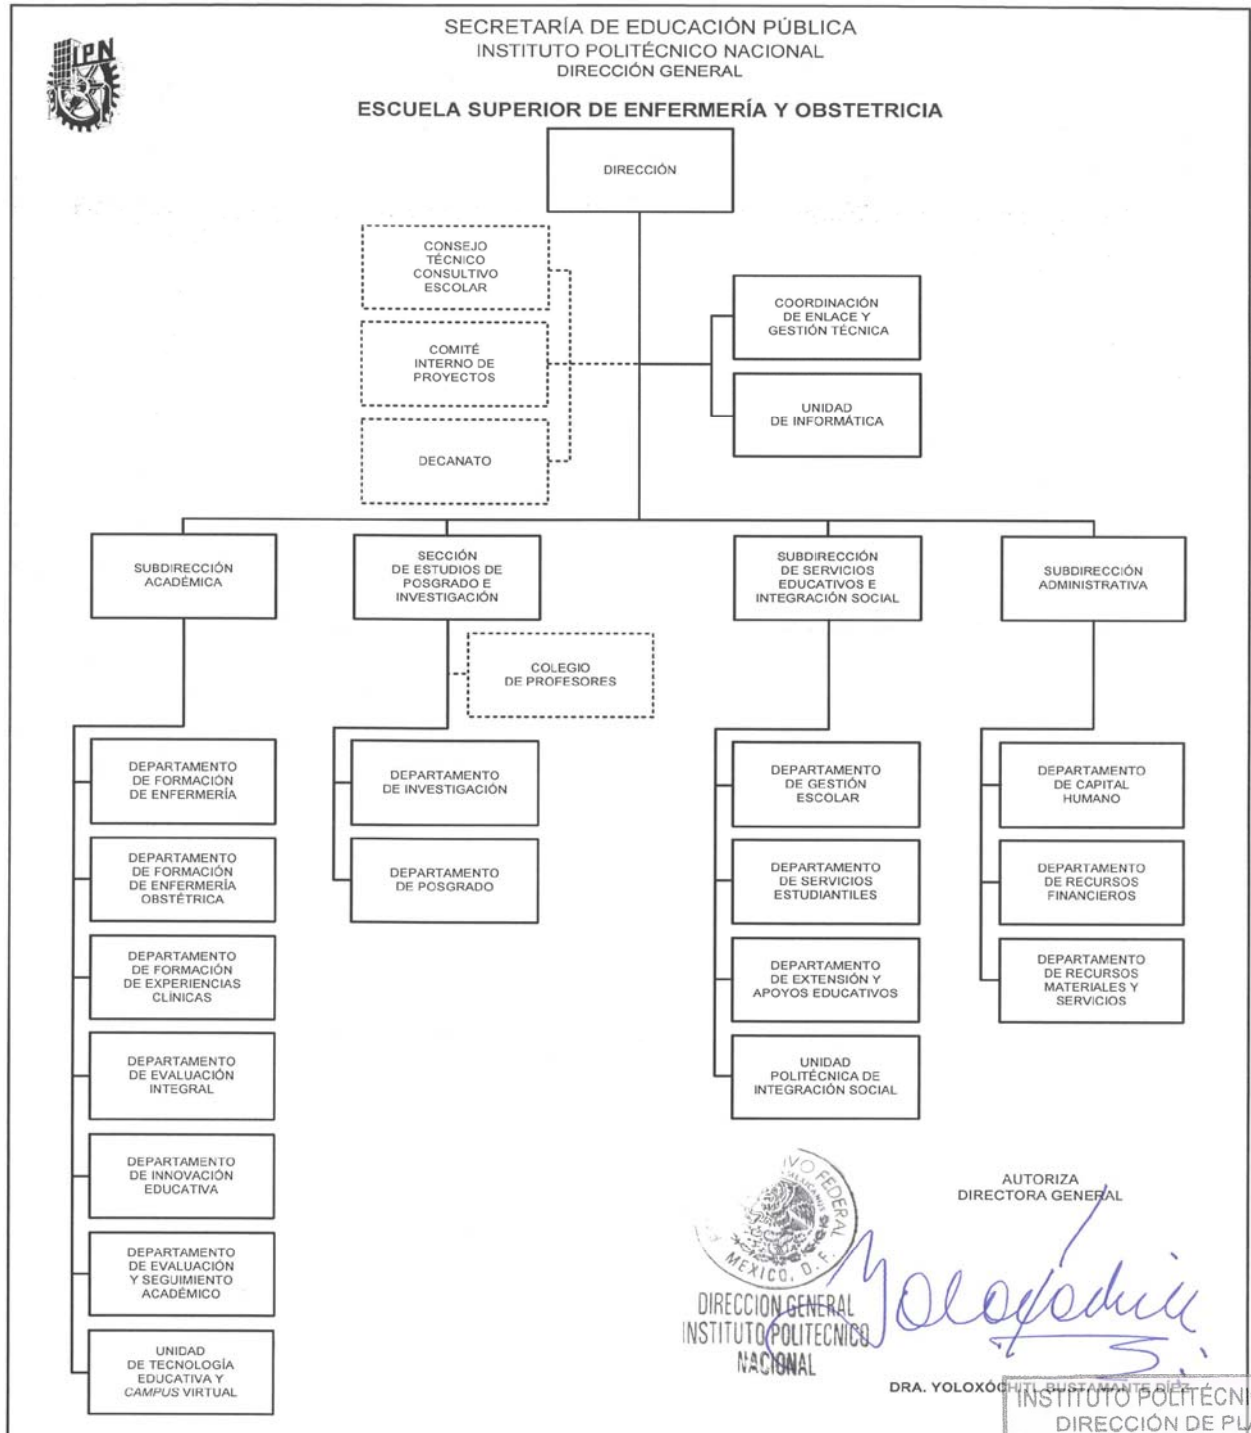 IPN
SECRETARÍA DE EDUCACIÓN PÚBLICA
INSTITUTO POLITÉCNICO NACIONAL
DIRECCIÓN GENERAL
ESCUELA SUPERIOR DE ENFERMERÍA Y OBSTETRICIA
DIRECCIÓN
CONSEJO
TÉCNICO
CONSULTIVO
ESCOLAR
COMITÉ
INTERNO DE
PROYECTOS
DECANATO
COORDINACIÓN
DE ENLACE Y
GESTIÓN TÉCNICA
UNIDAD
DE INFORMÁTICA
SUBDIRECCIÓN
ACADÉMICA
SECCIÓN
DE ESTUDIOS DE
POSGRADO E
INVESTIGACIÓN
SUBDIRECCIÓN
DE SERVICIOS
EDUCATIVOS E
INTEGRACIÓN SOCIAL
SUBDIRECCIÓN
ADMINISTRATIVA
COLEGIO
DE PROFESORES
DEPARTAMENTO
DE FORMACIÓN
DE ENFERMERÍA
DEPARTAMENTO
DE FORMACIÓN
DE ENFERMERÍA
OBSTÉTRICA
DEPARTAMENTO
DE FORMACIÓN
DE EXPERIENCIAS
CLÍNICAS
DEPARTAMENTO
DE EVALUACIÓN
INTEGRAL
DEPARTAMENTO
DE INNOVACIÓN
EDUCATIVA
DEPARTAMENTO
DE EVALUACIÓN
Y SEGUIMIENTO
ACADÉMICO
UNIDAD
DE TECNOLOGÍA
EDUCATIVA Y
CAMPUS VIRTUAL
DEPARTAMENTO
DE INVESTIGACIÓN
DEPARTAMENTO
DE POSGRADO
DEPARTAMENTO
DE GESTIÓN
ESCOLAR
DEPARTAMENTO
DE SERVICIOS
ESTUDIANTILES
DEPARTAMENTO
DE EXTENSIÓN Y
APOYOS EDUCATIVOS
UNIDAD
POLITÉCNICA DE
INTEGRACIÓN SOCIAL
DEPARTAMENTO
DE CAPITAL
HUMANO
DEPARTAMENTO
DE RECURSOS
FINANCIEROS
DEPARTAMENTO
DE RECURSOS
MATERIALES Y
SERVICIOS
FEDERAL
MEXICO, D. F.
DIRECCION GENERAL
INSTITUTO POLITECNICO
NACIONAL
AUTORIZA
DIRECTORA GENERAL
DRA. YOLOXÓCHITL BUSTAMANTE DÍEZ
INSTITUTO POLITÉCNI
DIRECCIÓN DE PLA